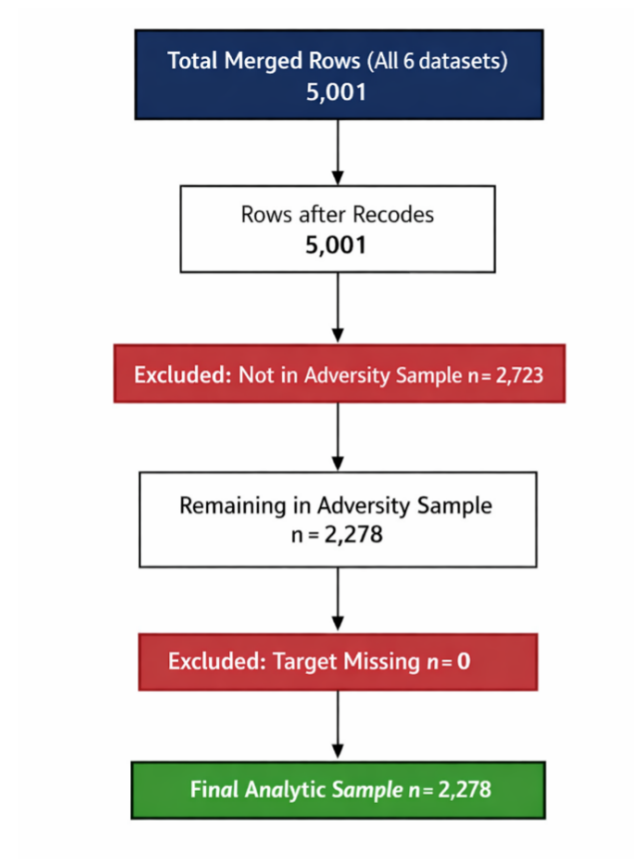 Total Merged Rows (All 6 datasets)
5,001
Rows after Recodes
5,001
Excluded: Not in Adversity Sample n= 2,723
Remaining in Adversity Sample
n = 2,278
Excluded: Target Missing n= 0
Final Analytic Sample n= 2,278